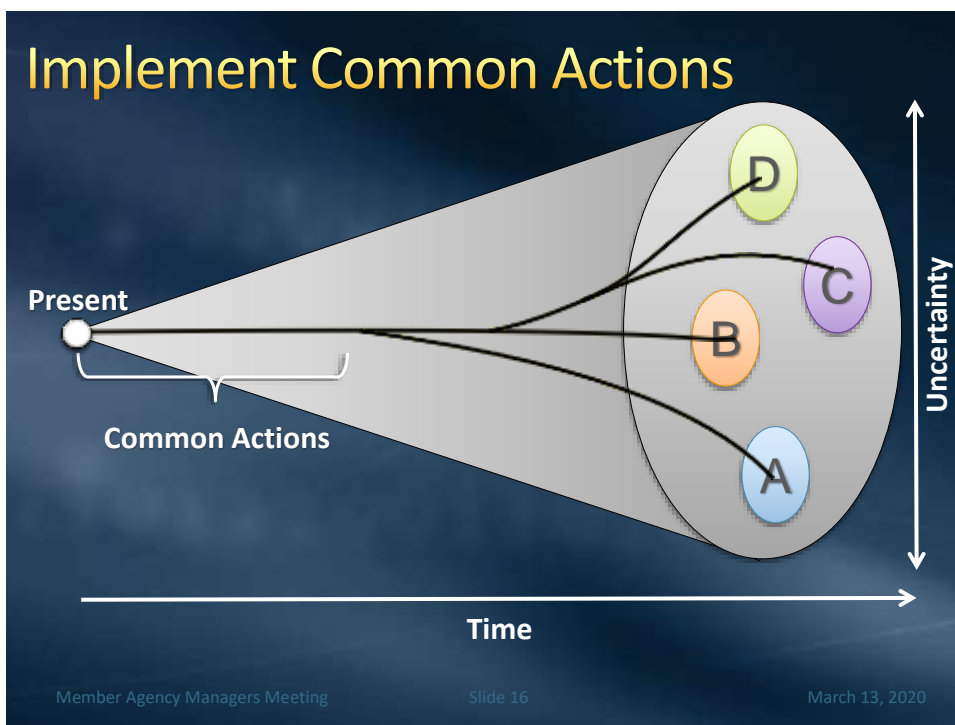 Implement Common Actions
D
C
Present
B
Uncertainty
Common Actions
A
Time
Member Agency Managers Meeting Slide 16 March 13, 2020